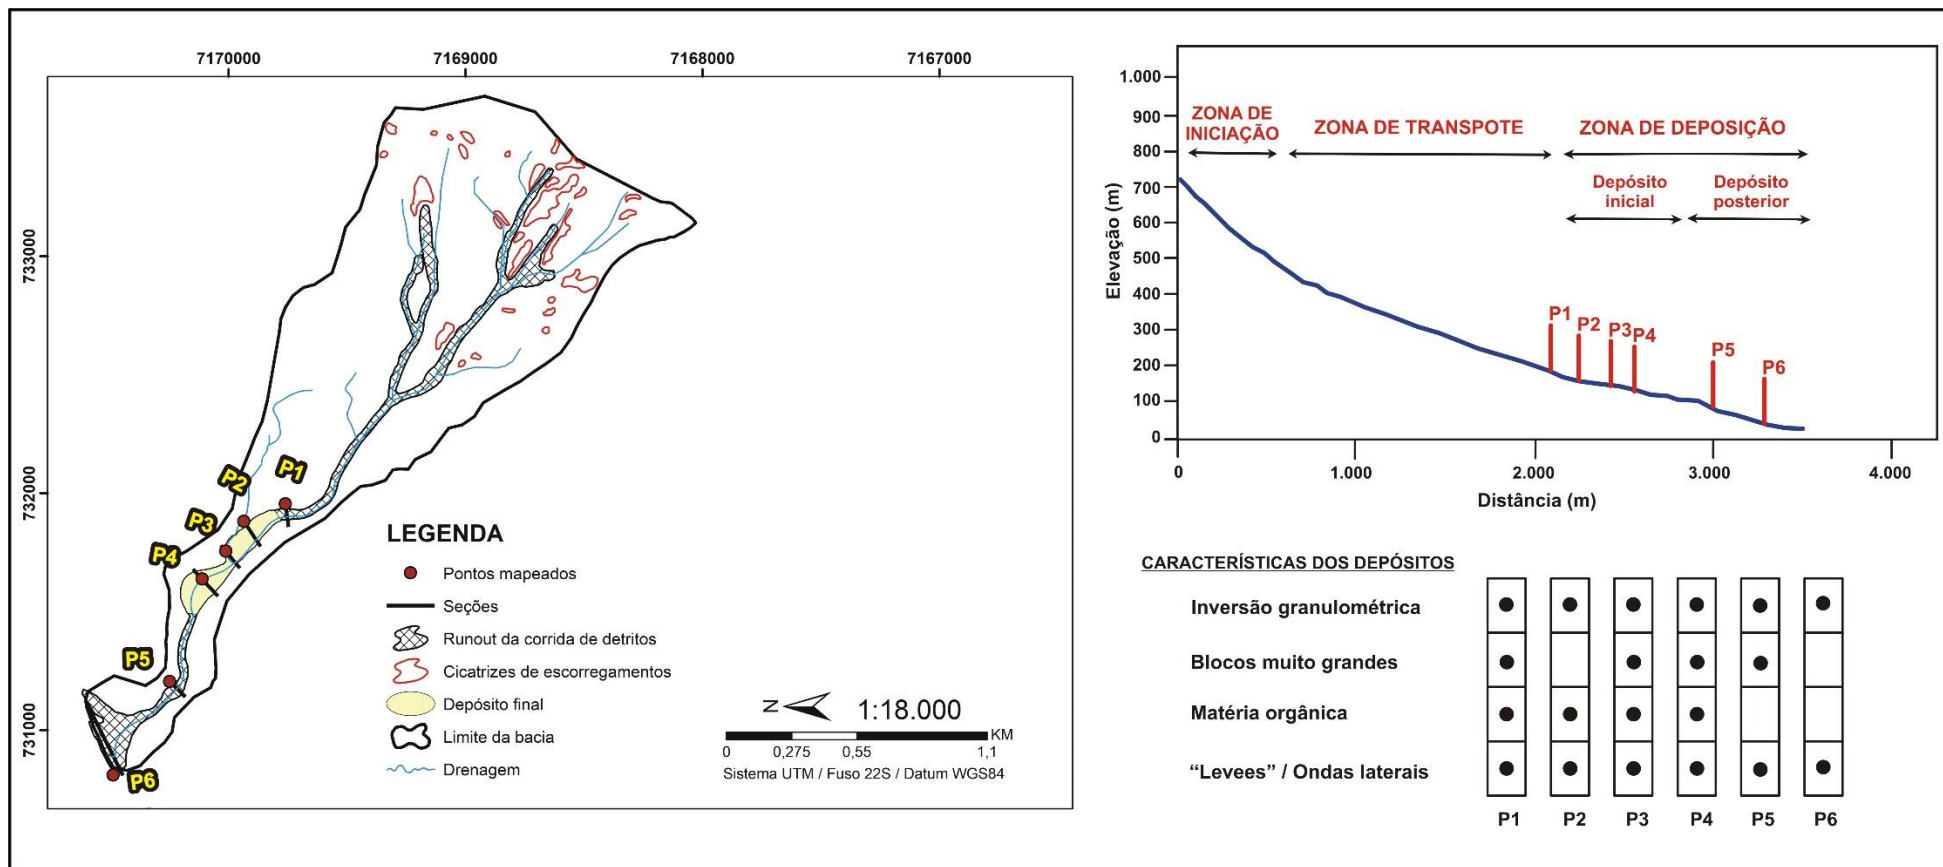 7170000
7169000
7168000
7167000
733000
732000
731000
P1
P2
P3
P4
P5
P6
LEGENDA
Pontos mapeados
Seções
Runout da corrida de detritos
Cicatrizes de escorregamentos
Depósito final
Limite da bacia
Drenagem
N
1:18.000
KM
0
0,275
0,55
1,1
Sistema UTM / Fuso 22S / Datum WGS84
1.000
900
800
700
600
500
400
300
200
100
0
Elevação (m)
ZONA DE
INICIAÇÃO
ZONA DE TRANSPOTE
ZONA DE DEPOSIÇÃO
Depósito
inicial
Depósito
posterior
P1
P2
P3
P4
P5
P6
0
1.000
2.000
3.000
4.000
Distância (m)
CARACTERÍSTICAS DOS DEPÓSITOS
Inversão granulométrica
Blocos muito grandes
Matéria orgânica
“Levees” / Ondas laterais
P1
P2
P3
P4
P5
P6